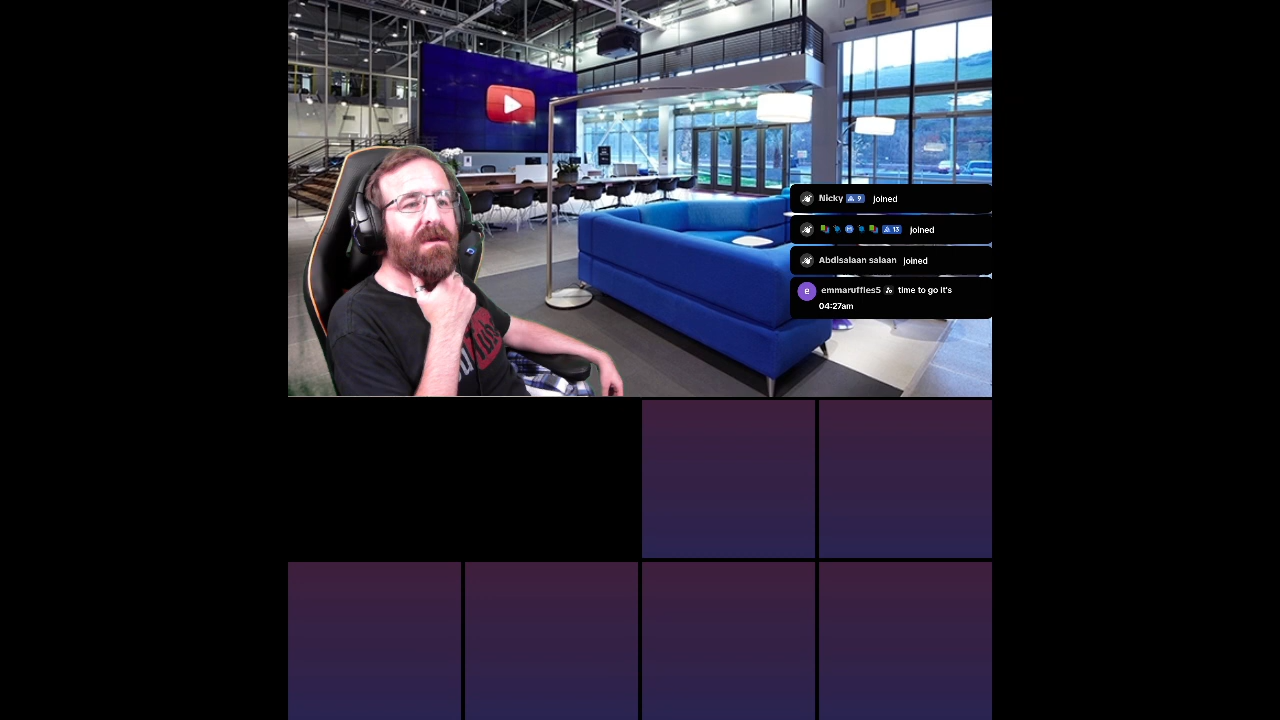 Nicky 9 joined
13 joined
Abdisalaan salaan joined
e emmaruffles5 time to go it's
04:27am